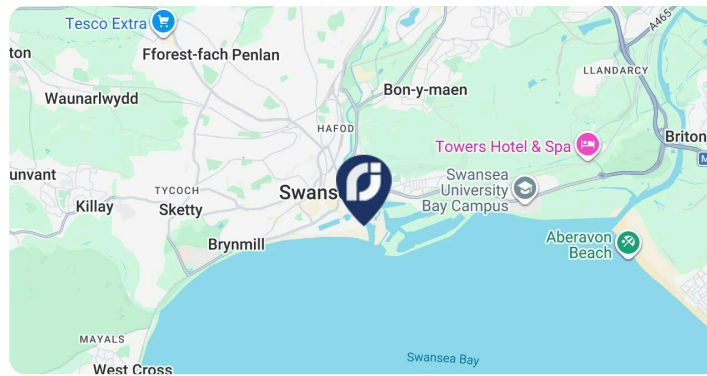 Tesco Extra
A465
ton
Fforest-fach
Penlan
LLANDARCY
Bon-y-maen
Waunarlwydd
HAFOD
Briton
Towers Hotel & Spa
M
unvant
Swansea
University
Bay Campus
TYCOCH
Swans
Killay
Sketty
Brynmill
Aberavon
Beach
MAYALS
Swansea Bay
West Cross